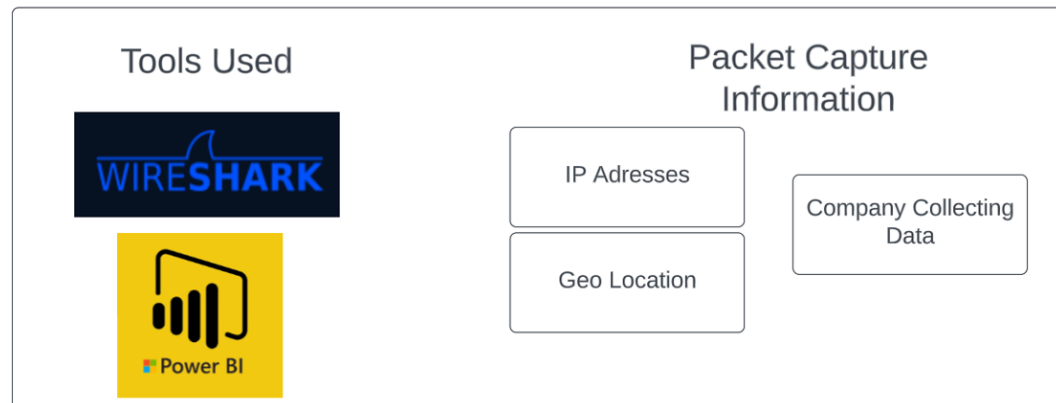 Tools Used
WIRESHARK
Power BI
Packet Capture
Information
IP Adresses
Geo Location
Company Collecting
Data